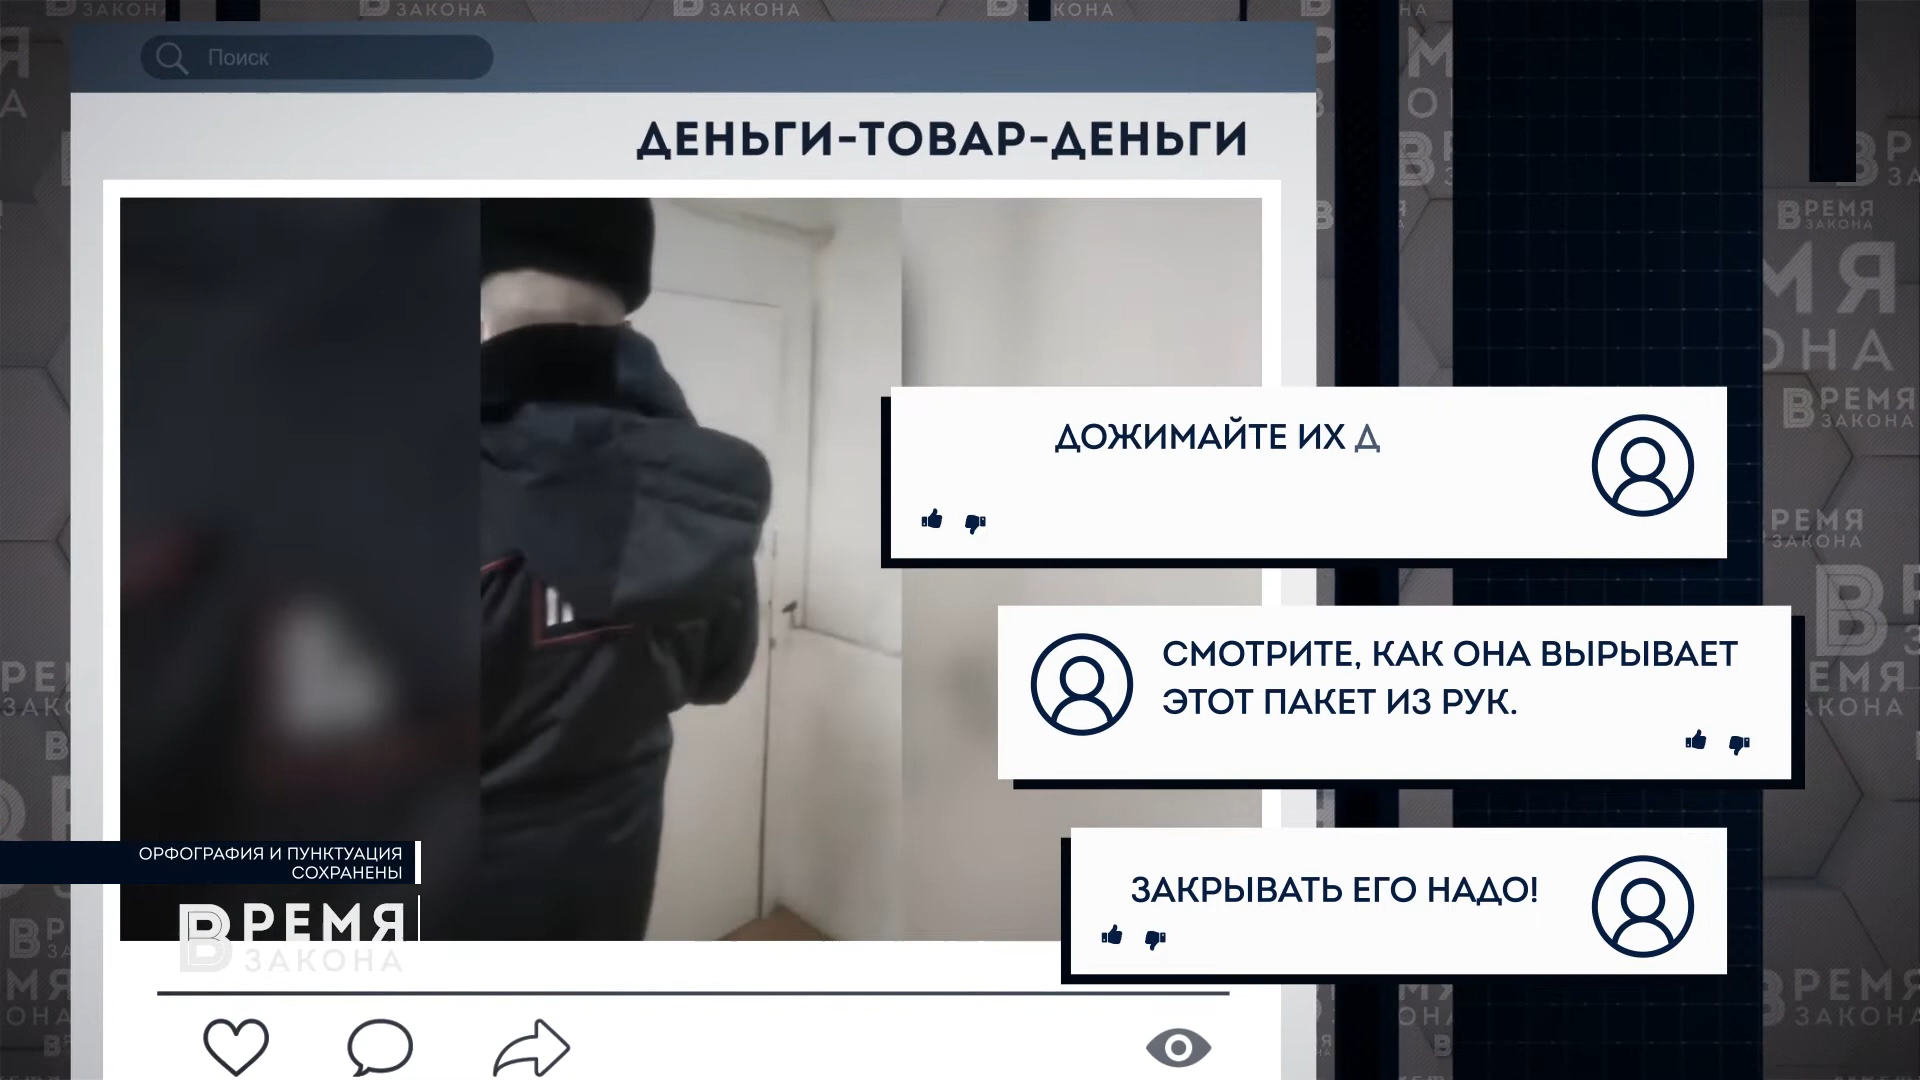 Поиск
ДЕНЬГИ-ТОВАР-ДЕНЬГИ
ДОЖИМАЙТЕ ИХ Д
СМОТРИТЕ, КАК ОНА ВЫРЫВАЕТ
ЭТОТ ПАКЕТ ИЗ РУК.
ЗАКРЫВАТЬ ЕГО НАДО!
ОРФОГРАФИЯ И ПУНКТУАЦИЯ
СОХРАНЕНЫ
ВРЕМЯ
ЗАКОНА